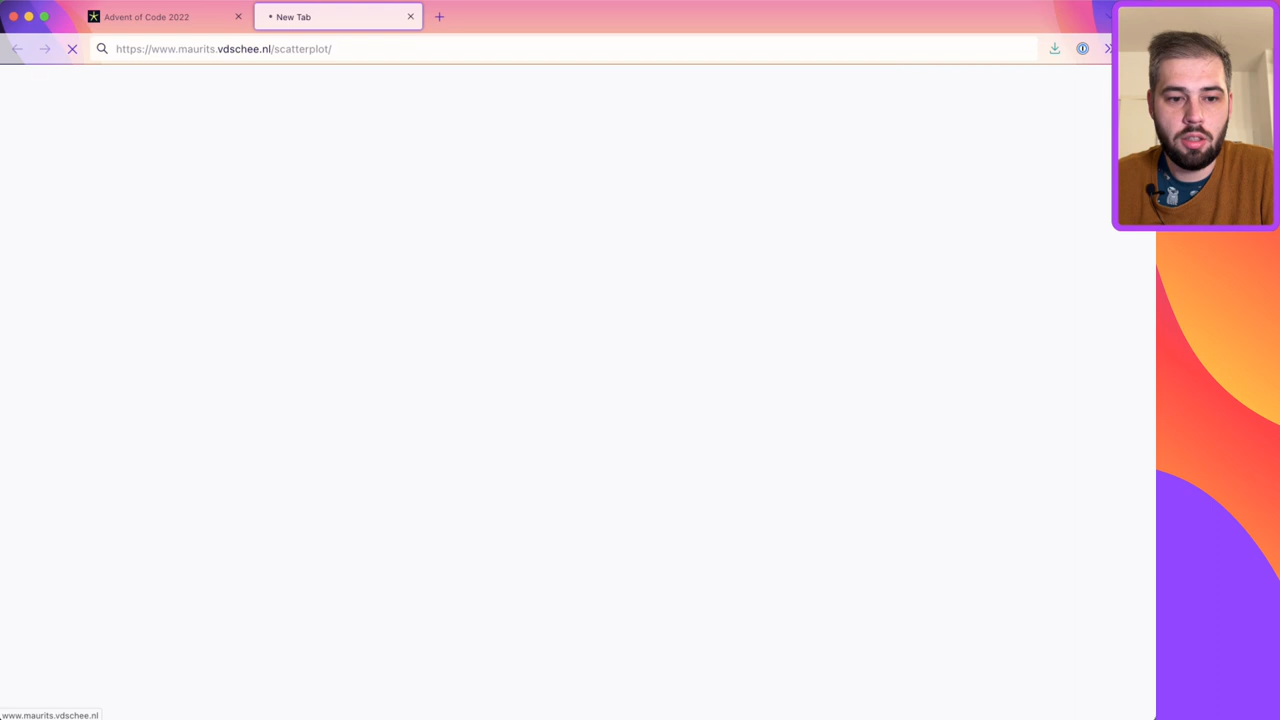 Advent of Code 2022
New Tab
https://www.maurits.vdschee.nl/scatterplot/
www.maurits.vdschee.nl